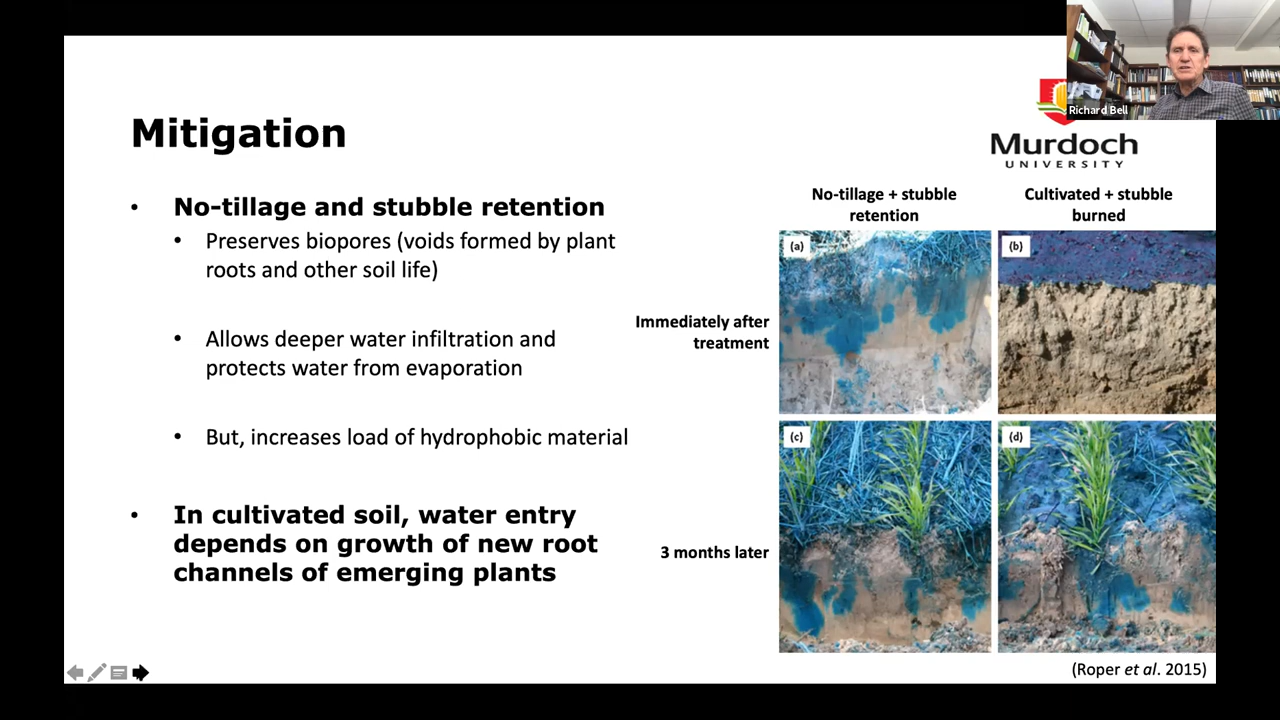 Richard Bell
Murdoch
UNIVERSITY
Mitigation
• No-tillage and stubble retention
• Preserves biopores (voids formed by plant
roots and other soil life)
• Allows deeper water infiltration and
protects water from evaporation
• But, increases load of hydrophobic material
• In cultivated soil, water entry
depends on growth of new root
channels of emerging plants
No-tillage + stubble
retention
Cultivated + stubble
burned
Immediately after
treatment
(a)
(b)
3 months later
(c)
(d)
(Roper et al. 2015)